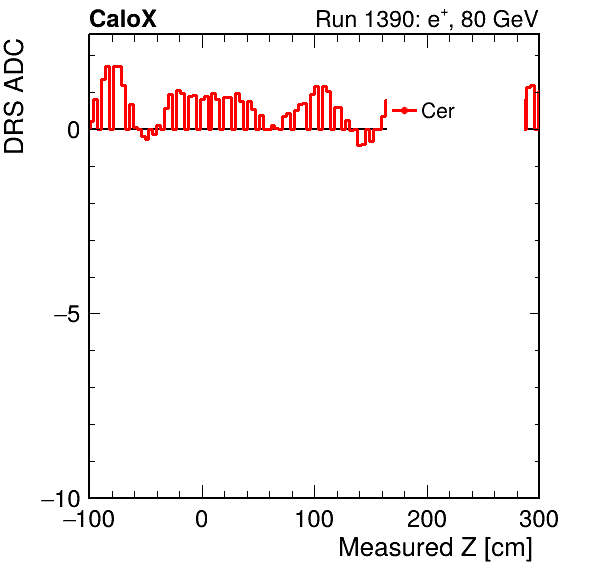 CaloX
Run 1390: e⁺, 80 GeV
DRS ADC
Cer
0
−5
−10
−100 0 100 200 300
Measured Z [cm]